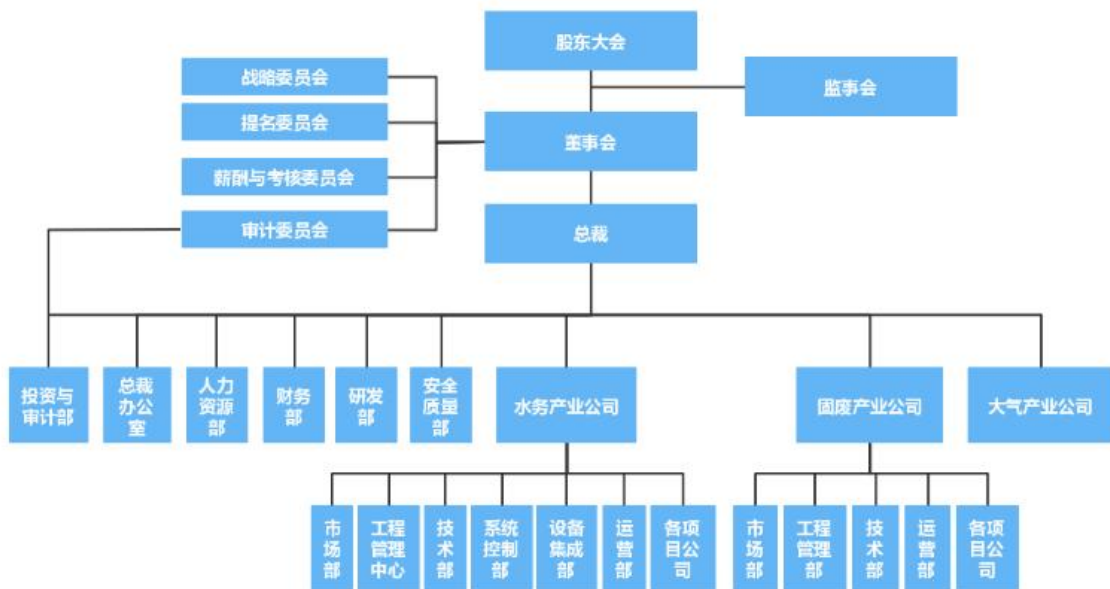 股东大会
战略委员会
监事会
提名委员会
董事会
薪酬与考核委员会
审计委员会
总裁
投资与
审计部
总裁
办公
室
人力
资源
部
财务
部
研发
部
安全
质量
部
水务产业公司
固废产业公司
大气产业公司
市
场
部
工程
管理
中心
技
术
部
系统
控制
部
设备
集成
部
运
营
部
各项
目公
司
市
场
部
工程
管理
部
技
术
部
运
营
部
各项
目公
司